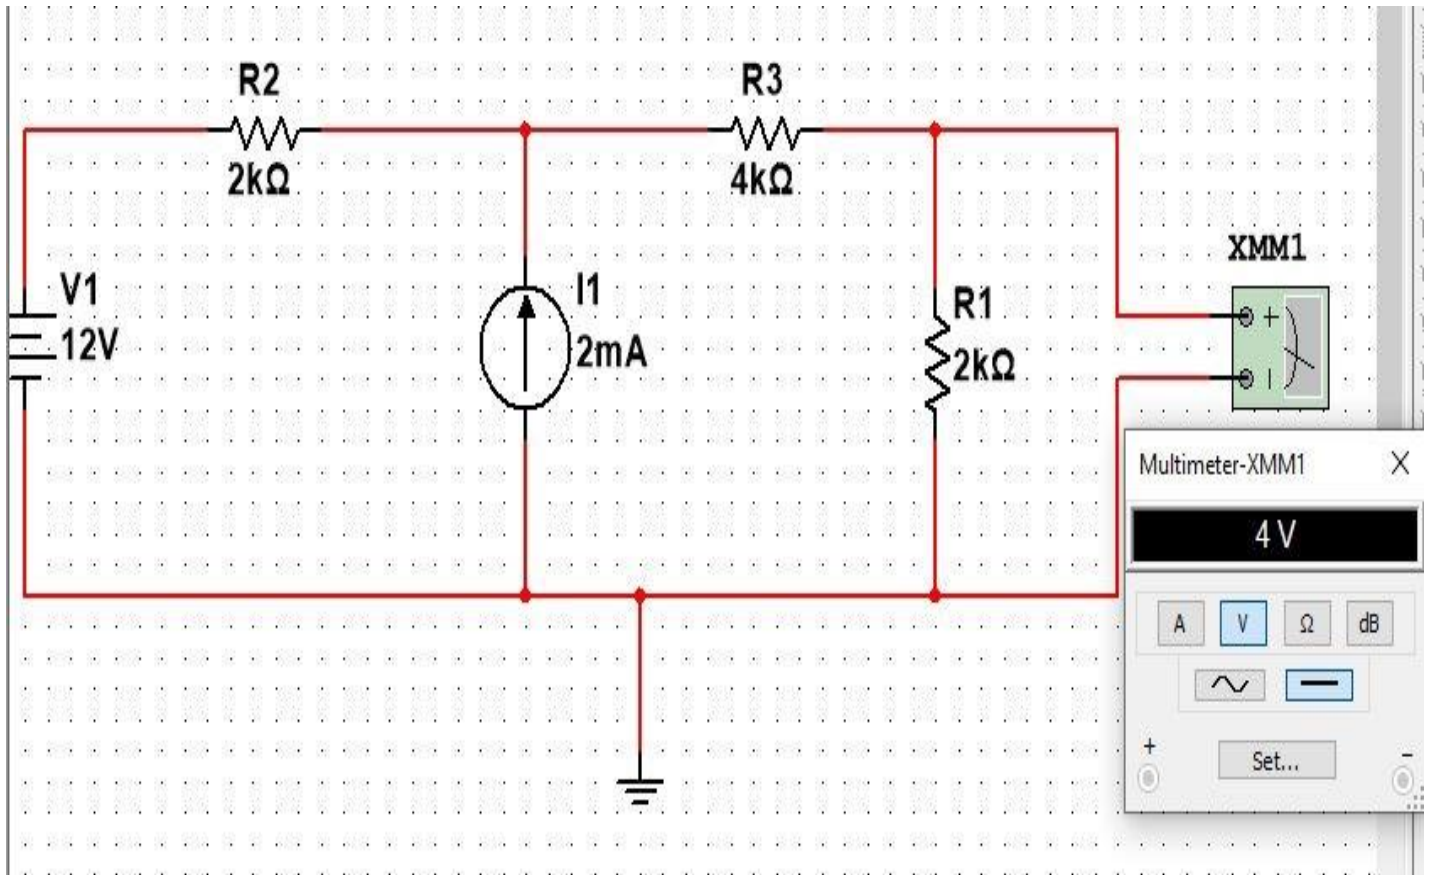 R2
2kΩ
R3
4kΩ
V1
12V
I1
2mA
R1
2kΩ
XMM1
+
Multimeter-XMM1 X
4 V
A V Ω dB
+ -
Set...